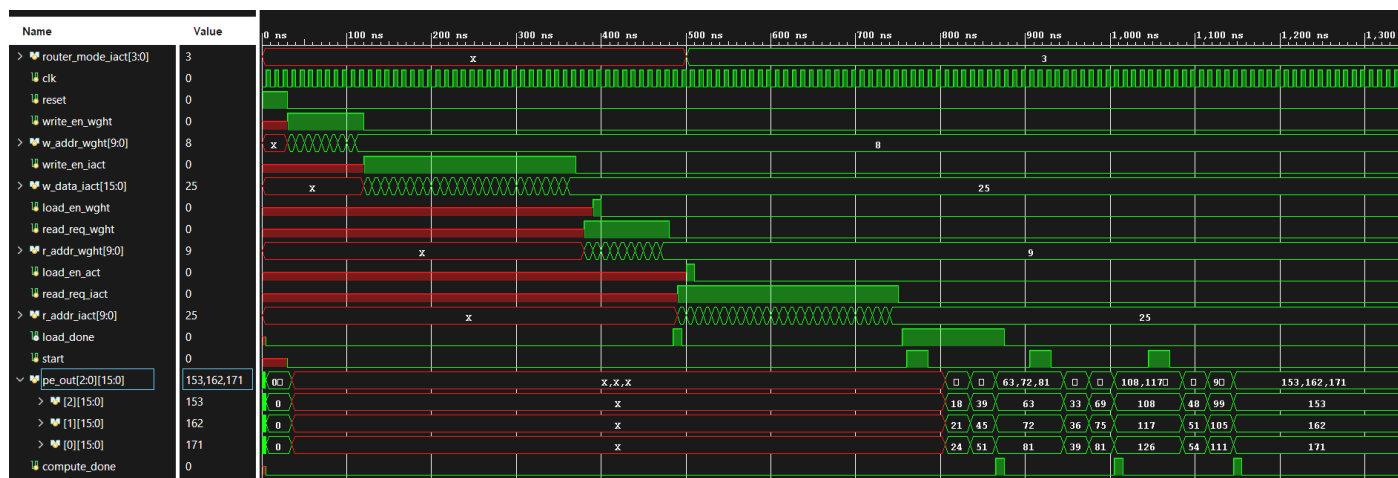 Name Value 0 ns 100 ns 200 ns 300 ns 400 ns 500 ns 600 ns 700 ns 800 ns 900 ns 1,000 ns 1,100 ns 1,200 ns 1,300
router_mode_iact[3:0] 3 X 3
clk 0
reset 0
write_en_wght 0
w_addr_wght[9:0] 8 X 8
write_en_iact 0
w_data_iact[15:0] 25 X 25
load_en_wght 0
read_req_wght 0
r_addr_wght[9:0] 9 X 9
load_en_act 0
read_req_iact 0
r_addr_iact[9:0] 25 X 25
load_done 0
start 0
pe_out[2:0][15:0] 153,162,171 0 X,X,X 63,72,81 108,117 9 153,162,171
[2][15:0] 153 0 X 18 39 63 33 69 108 48 99 153
[1][15:0] 162 0 X 21 45 72 36 75 117 51 105 162
[0][15:0] 171 0 X 24 51 81 39 81 126 54 111 171
compute_done 0